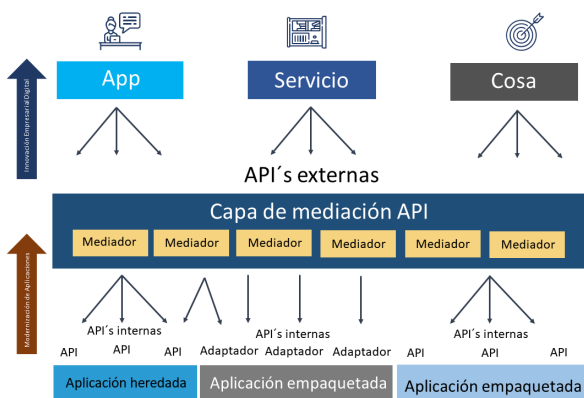 App
Servicio
Cosa
Innovación Empresarial Digital
API´s externas
Capa de mediación API
Mediador Mediador Mediador Mediador Mediador Mediador
Modernización de Aplicaciones
API´s internas API´s internas API´s internas
API API API Adaptador Adaptador Adaptador API API API
Aplicación heredada
Aplicación empaquetada
Aplicación empaquetada